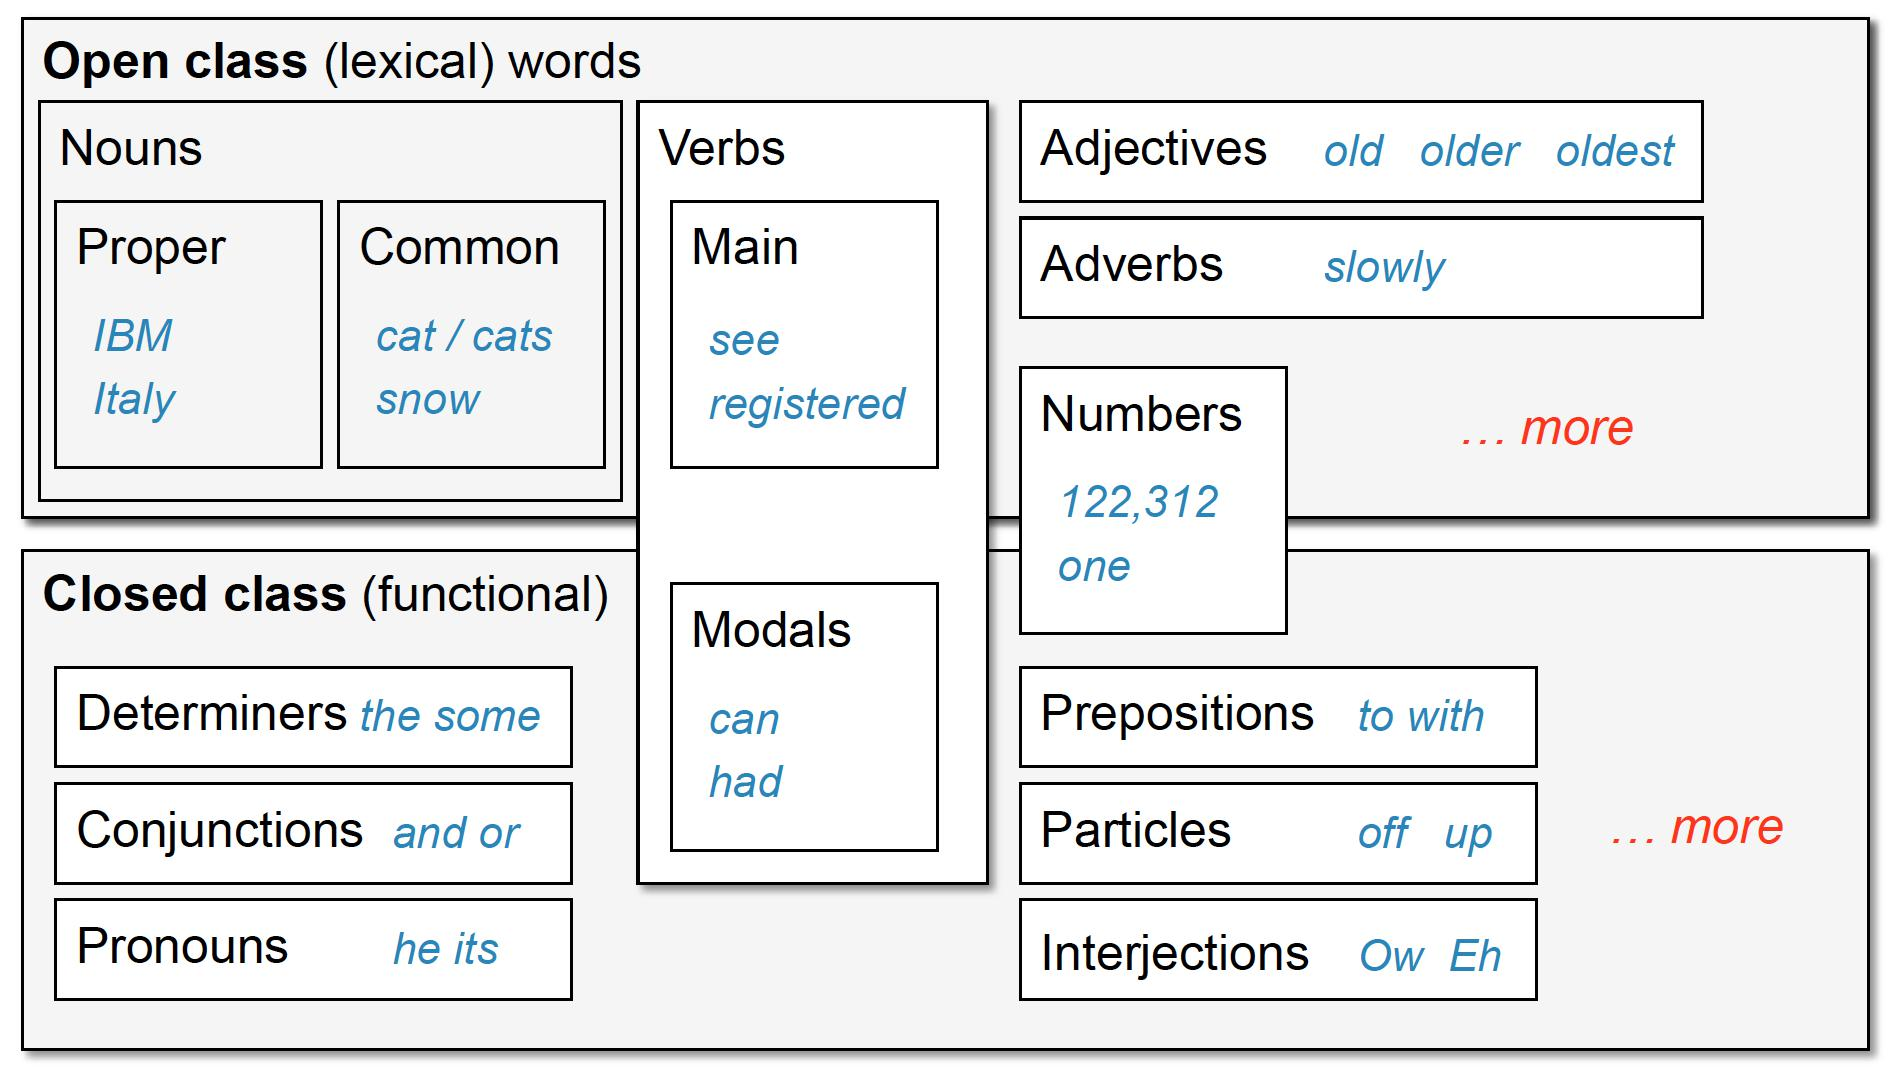 Open class (lexical) words
Nouns
Proper
IBM
Italy
Common
cat / cats
snow
Verbs
Main
see
registered
Adjectives old older oldest
Adverbs slowly
Numbers
122,312
one
… more
Closed class (functional)
Determiners the some
Conjunctions and or
Pronouns he its
Modals
can
had
Prepositions to with
Particles off up
Interjections Ow Eh
… more